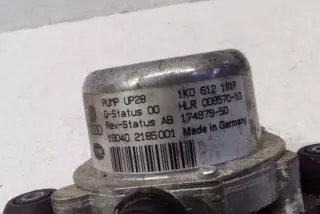 PUMP UP28
Q-Status 00
Rev-Status AB
19040 2185001
1K0 612 181F
HLR 008570-10
174979-50
Made in Germany